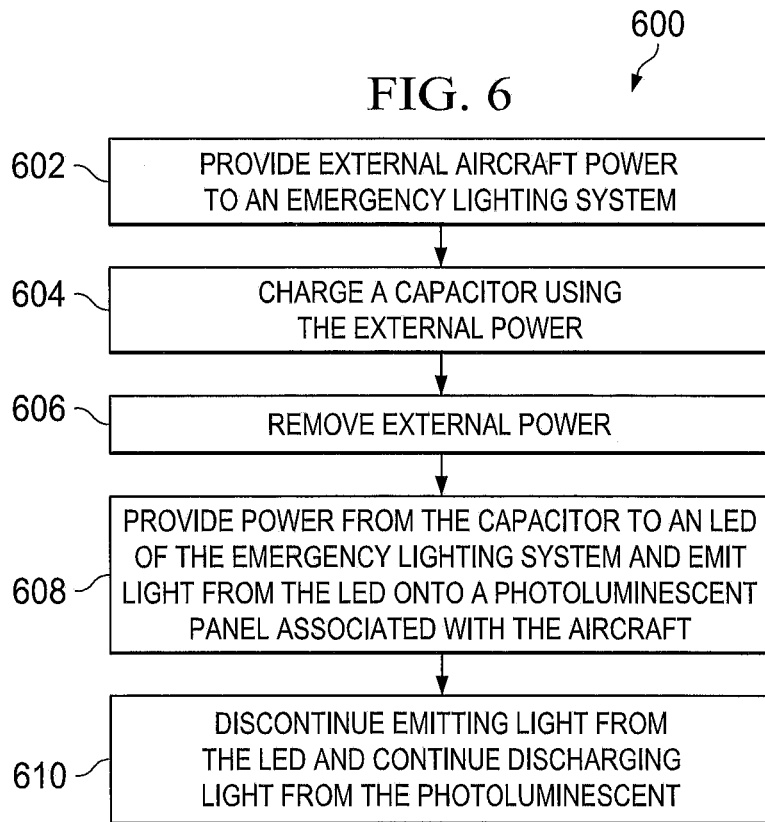 600
FIG. 6
602
PROVIDE EXTERNAL AIRCRAFT POWER
TO AN EMERGENCY LIGHTING SYSTEM
604
CHARGE A CAPACITOR USING
THE EXTERNAL POWER
606
REMOVE EXTERNAL POWER
608
PROVIDE POWER FROM THE CAPACITOR TO AN LED
OF THE EMERGENCY LIGHTING SYSTEM AND EMIT
LIGHT FROM THE LED ONTO A PHOTOLUMINESCENT
PANEL ASSOCIATED WITH THE AIRCRAFT
610
DISCONTINUE EMITTING LIGHT FROM
THE LED AND CONTINUE DISCHARGING
LIGHT FROM THE PHOTOLUMINESCENT